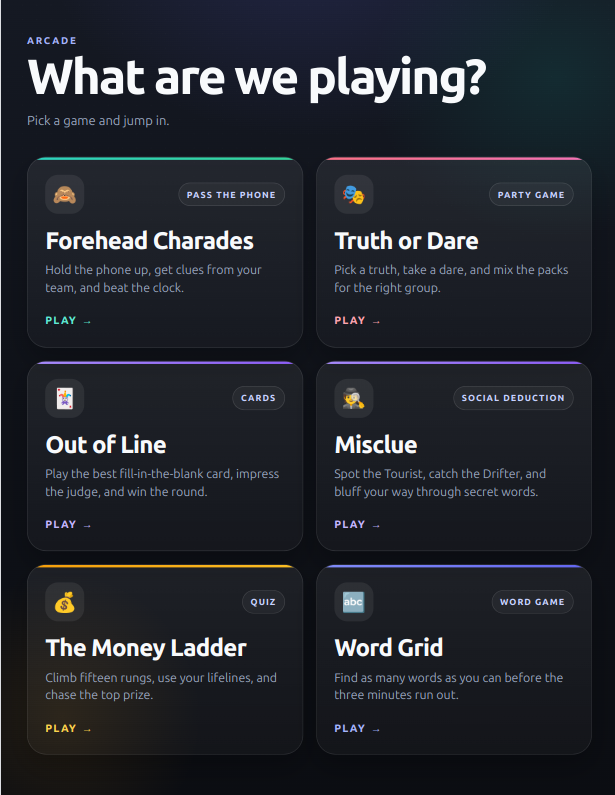 ARCADE
What are we playing?
Pick a game and jump in.
PASS THE PHONE
Forehead Charades
Hold the phone up, get clues from your
team, and beat the clock.
PLAY →
PARTY GAME
Truth or Dare
Pick a truth, take a dare, and mix the packs
for the right group.
PLAY →
CARDS
Out of Line
Play the best fill-in-the-blank card, impress
the judge, and win the round.
PLAY →
SOCIAL DEDUCTION
Misclue
Spot the Tourist, catch the Drifter, and
bluff your way through secret words.
PLAY →
QUIZ
The Money Ladder
Climb fifteen rungs, use your lifelines, and
chase the top prize.
PLAY →
abc
WORD GAME
Word Grid
Find as many words as you can before the
three minutes run out.
PLAY →